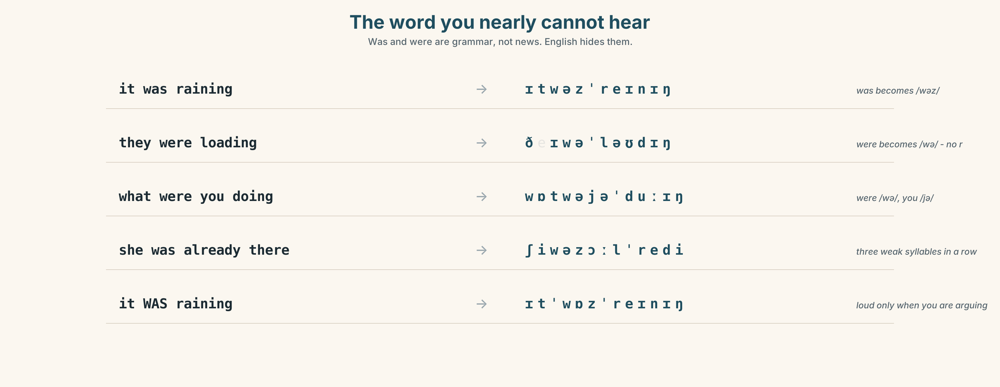 The word you nearly cannot hear
Was and were are grammar, not news. English hides them.
it was raining → ɪtwəzˈreɪnɪŋ was becomes /wəz/
they were loading → ðeɪwəˈləʊdɪŋ were becomes /wə/ - no r
what were you doing → wɒtwəjəˈduːɪŋ were /wə/, you /jə/
she was already there → ʃiwəzɔːlˈredi three weak syllables in a row
it WAS raining → ɪtˈwɒzˈreɪnɪŋ loud only when you are arguing